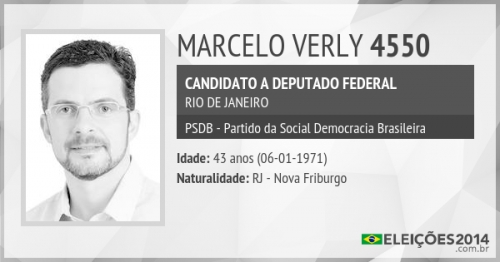 MARCELO VERLY 4550
CANDIDATO A DEPUTADO FEDERAL
RIO DE JANEIRO
PSDB - Partido da Social Democracia Brasileira
Idade: 43 anos (06-01-1971)
Naturalidade: RJ - Nova Friburgo
ELEIÇÕES2014
.com.br